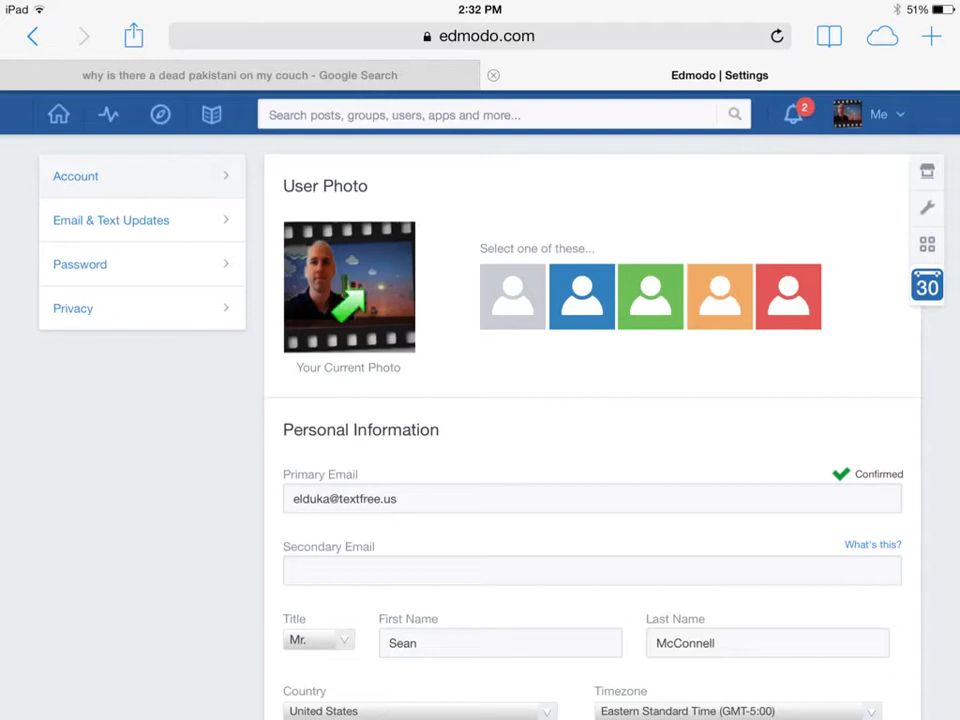 iPad 2:32 PM 51%
edmodo.com
why is there a dead pakistani on my couch - Google Search Edmodo | Settings
Search posts, groups, users, apps and more... 2 Me
Account
Email & Text Updates
Password
Privacy
User Photo
Select one of these...
Your Current Photo
30
Personal Information
Primary Email Confirmed
elduka@textfree.us
Secondary Email What's this?
Title First Name Last Name
Mr. Sean McConnell
Country Timezone
United States Eastern Standard Time (GMT-5:00)